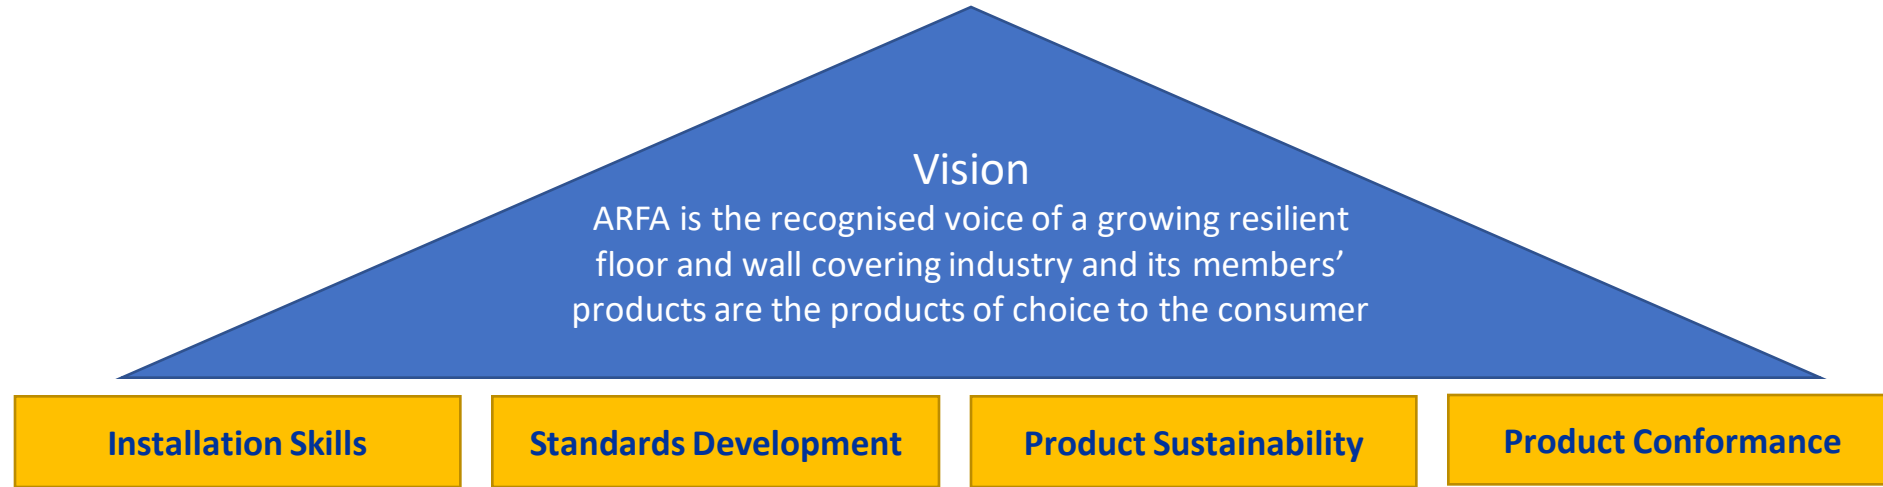 Vision
ARFA is the recognised voice of a growing resilient
floor and wall covering industry and its members’
products are the products of choice to the consumer
Installation Skills
Standards Development
Product Sustainability
Product Conformance